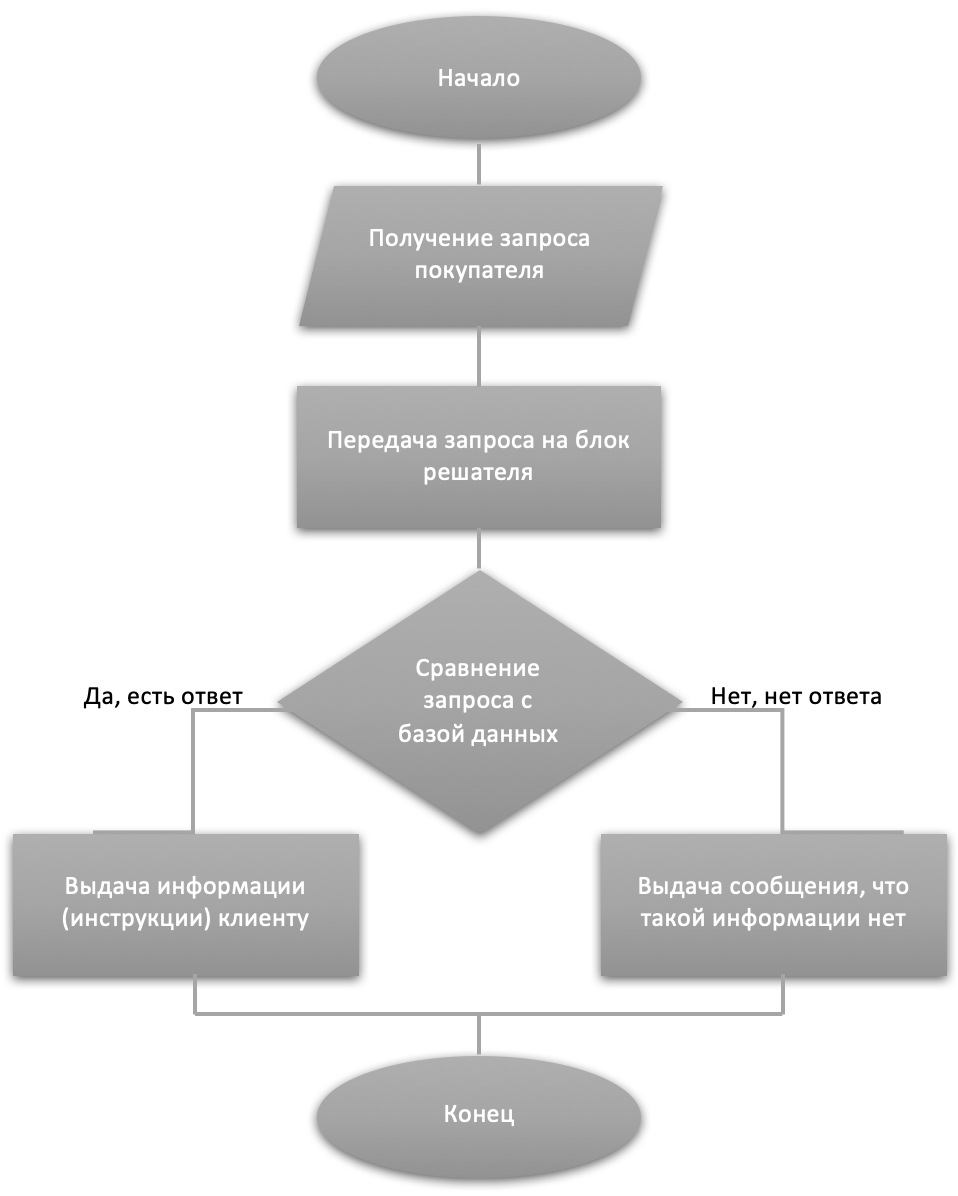 Начало
Получение запроса
покупателя
Передача запроса на блок
решателя
Сравнение
запроса с
базой данных
Да, есть ответ
Нет, нет ответа
Выдача информации
(инструкции) клиенту
Выдача сообщения, что
такой информации нет
Конец